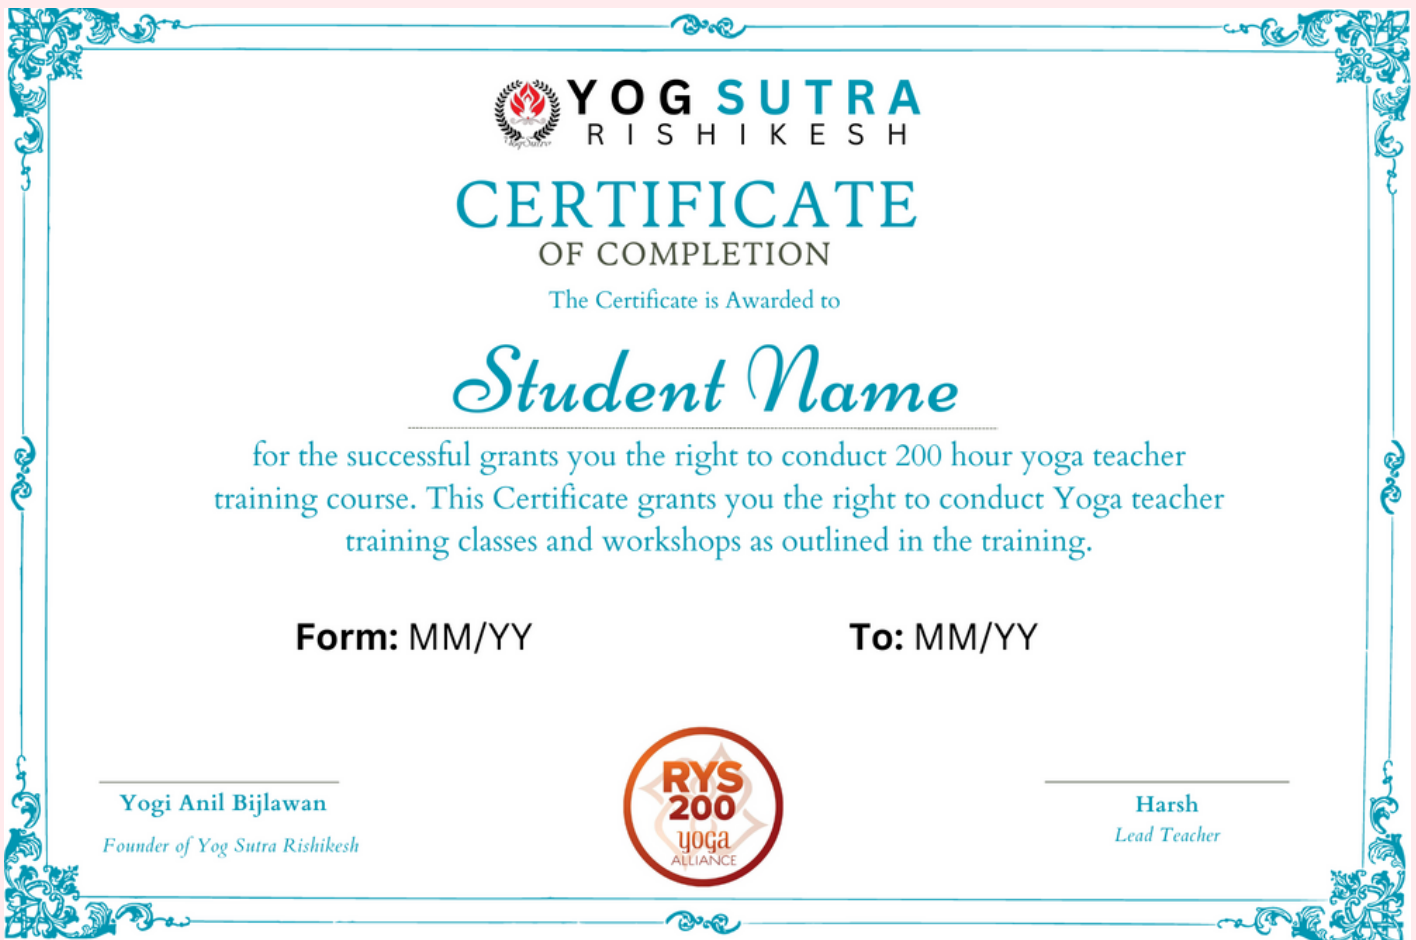 YOG SUTRA
RISHIKESH
YogSutra
CERTIFICATE
OF COMPLETION
The Certificate is Awarded to
Student Name
for the successful grants you the right to conduct 200 hour yoga teacher
training course. This Certificate grants you the right to conduct Yoga teacher
training classes and workshops as outlined in the training.
Form: MM/YY
To: MM/YY
Yogi Anil Bijlawan
Founder of Yog Sutra Rishikesh
RYS
200
yoga
ALLIANCE
Harsh
Lead Teacher